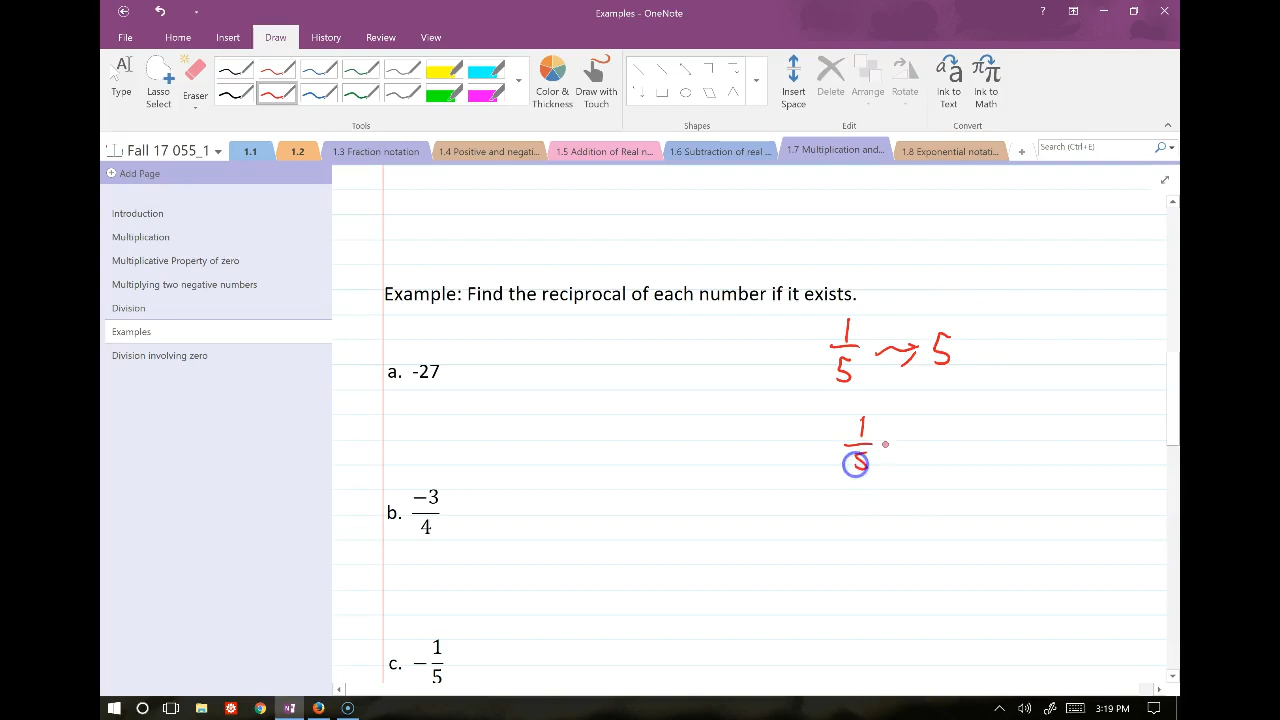 Examples - OneNote
?
File Home Insert Draw History Review View
Type
Lasso Select
Eraser
Color & Thickness
Draw with Touch
Insert Space
Delete
Arrange
Rotate
Ink to Text
Ink to Math
Tools Shapes Edit Convert
Fall 17 055_1 1.1 1.2 1.3 Fraction notation 1.4 Positive and negati... 1.5 Addition of Real n... 1.6 Subtraction of real ... 1.7 Multiplication and... 1.8 Exponential notati... + Search (Ctrl+E)
Add Page
Introduction
Multiplication
Multiplicative Property of zero
Multiplying two negative numbers
Division
Examples
Division involving zero
Example: Find the reciprocal of each number if it exists.
1/5 ⇝ 5
a. -27
1/5
b. −3/4
c. −1/5
3:19 PM